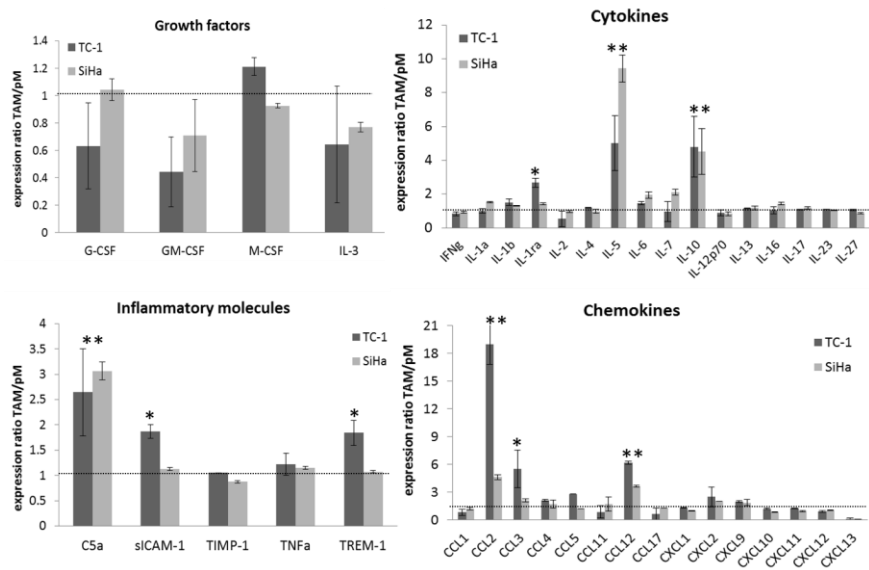 Growth factors
expression ratio TAM/pM
1.4
1.2
1
0.8
0.6
0.4
0.2
0
TC-1
SiHa
G-CSF GM-CSF M-CSF IL-3
Cytokines
expression ratio TAM/pM
12
10
8
6
4
2
0
TC-1
SiHa
*
**
**
IFNg IL-1a IL-1b IL-1ra IL-2 IL-4 IL-5 IL-6 IL-7 IL-10 IL-12p70 IL-13 IL-16 IL-17 IL-23 IL-27
Inflammatory molecules
expression ratio TAM/pM
4
3.5
3
2.5
2
1.5
1
0.5
0
TC-1
SiHa
**
*
*
C5a sICAM-1 TIMP-1 TNFa TREM-1
Chemokines
expression ratio TAM/pM
21
18
15
12
9
6
3
0
TC-1
SiHa
**
*
**
CCL1 CCL2 CCL3 CCL4 CCL5 CCL11 CCL12 CCL17 CXCL1 CXCL2 CXCL9 CXCL10 CXCL11 CXCL12 CXCL13